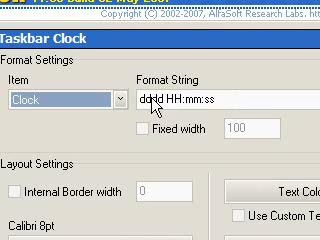 Copyright (C) 2002-2007, AlfaSoft Research Labs.
Taskbar Clock
Format Settings
Item
Format String
Clock
dddd HH:mm:ss
Fixed width
100
Layout Settings
Internal Border width
0
Text Colo
Use Custom Te
Calibri 8pt